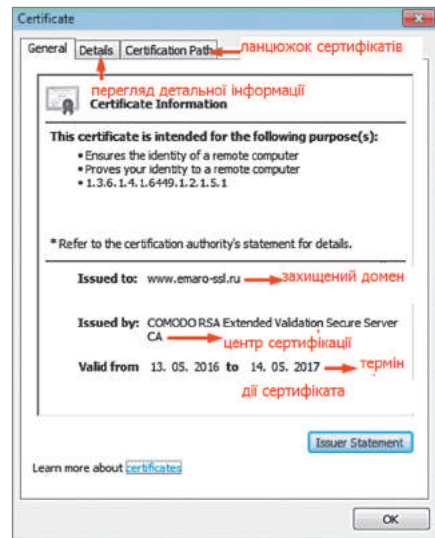 Certificate
General Details Certification Path ланцюжок сертифікатів
перегляд детальної інформації
Certificate Information
This certificate is intended for the following purpose(s):
• Ensures the identity of a remote computer
• Proves your identity to a remote computer
• 1.3.6.1.4.1.6449.1.2.1.5.1
* Refer to the certification authority's statement for details.
Issued to: www.emaro-ssl.ru захищений домен
Issued by: COMODO RSA Extended Validation Secure Server
CA центр сертифікації
Valid from 13. 05. 2016 to 14. 05. 2017 термін
дії сертифіката
Issuer Statement
Learn more about certificates
OK